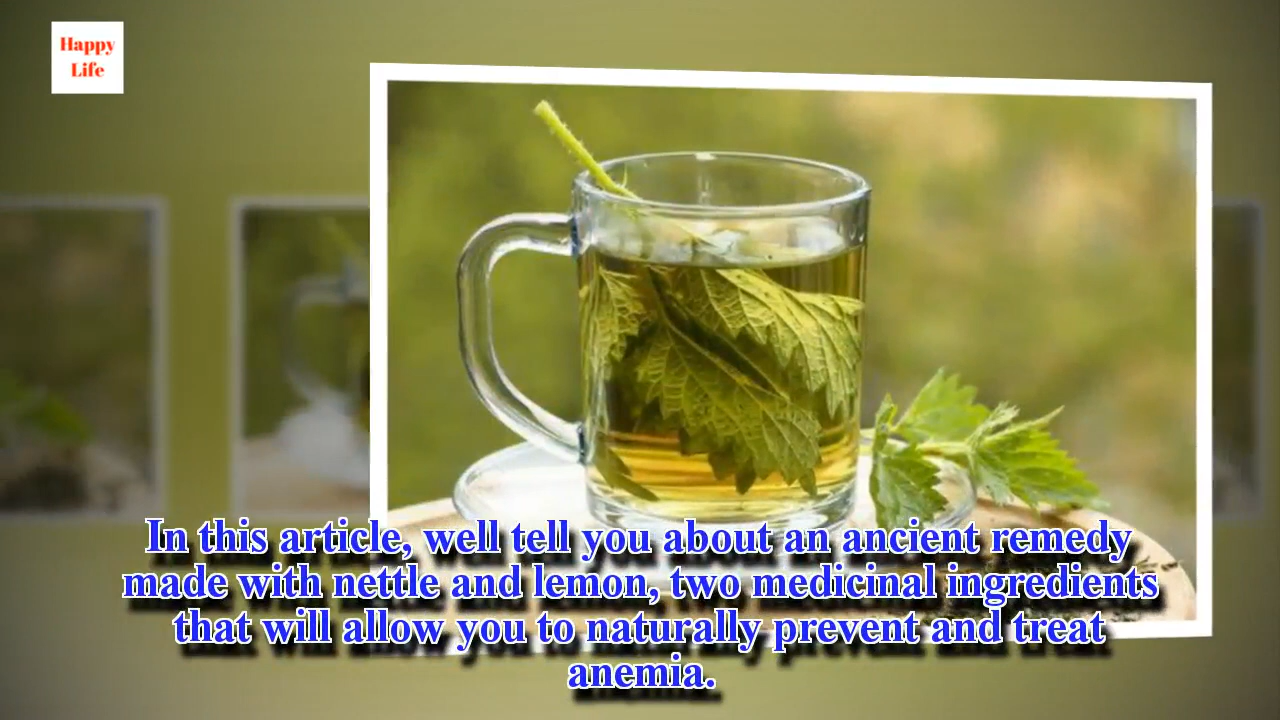 Happy
Life
In this article, well tell you about an ancient remedy
made with nettle and lemon, two medicinal ingredients
that will allow you to naturally prevent and treat
anemia.